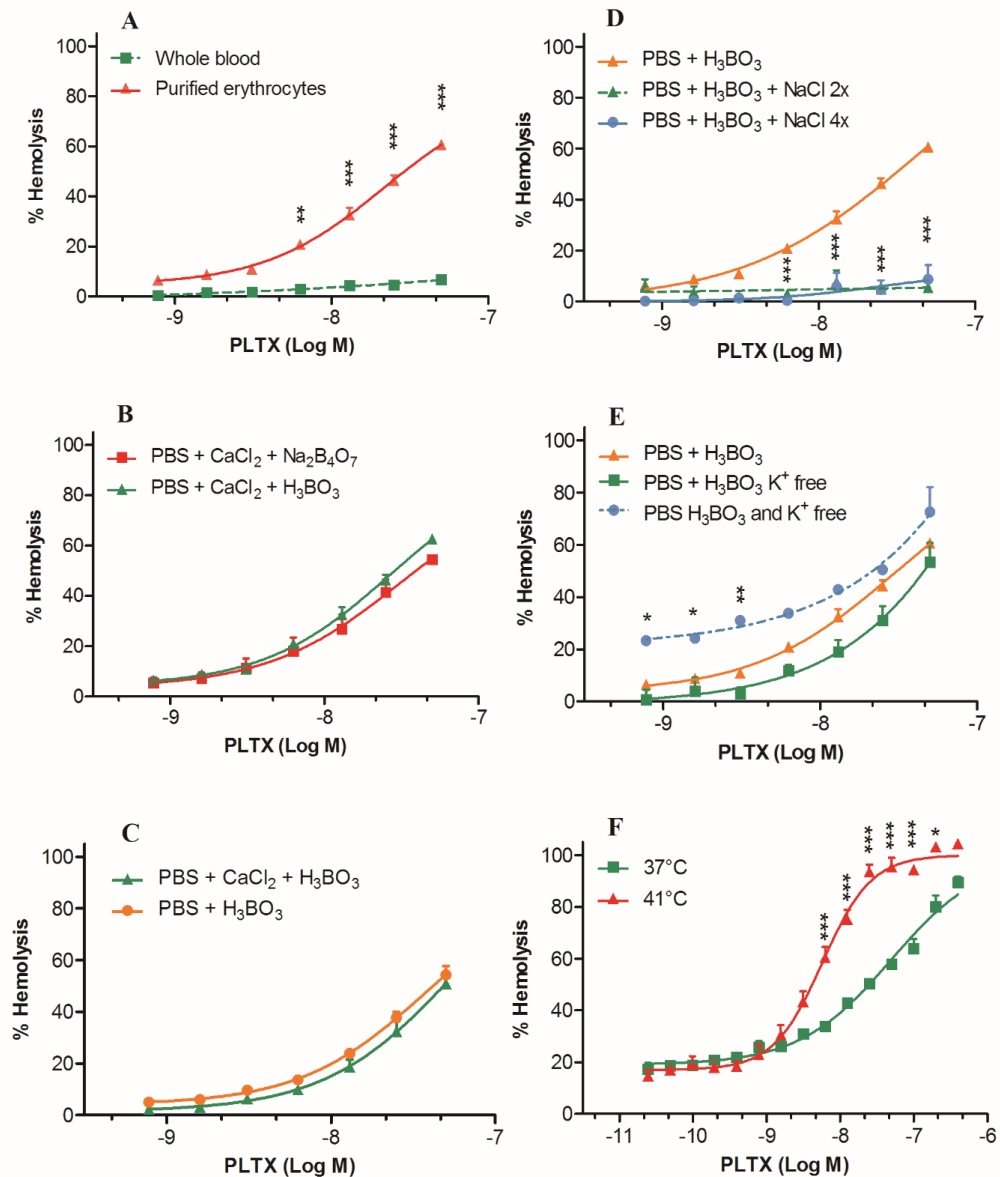 A
Whole blood
Purified erythrocytes
**
***
***
***
100
80
60
40
20
0
% Hemolysis
-9
-8
-7
PLTX (Log M)
B
PBS + CaCl₂ + Na₂B₄O₇
PBS + CaCl₂ + H₃BO₃
100
80
60
40
20
0
% Hemolysis
-9
-8
-7
PLTX (Log M)
C
PBS + CaCl₂ + H₃BO₃
PBS + H₃BO₃
100
80
60
40
20
0
% Hemolysis
-9
-8
-7
PLTX (Log M)
D
PBS + H₃BO₃
PBS + H₃BO₃ + NaCl 2x
PBS + H₃BO₃ + NaCl 4x
***
***
***
***
100
80
60
40
20
0
% Hemolysis
-9
-8
-7
PLTX (Log M)
E
PBS + H₃BO₃
PBS + H₃BO₃ K⁺ free
PBS H₃BO₃ and K⁺ free
*
*
**
100
80
60
40
20
0
% Hemolysis
-9
-8
-7
PLTX (Log M)
F
37°C
41°C
***
***
***
***
***
*
100
80
60
40
20
0
% Hemolysis
-11
-10
-9
-8
-7
-6
PLTX (Log M)